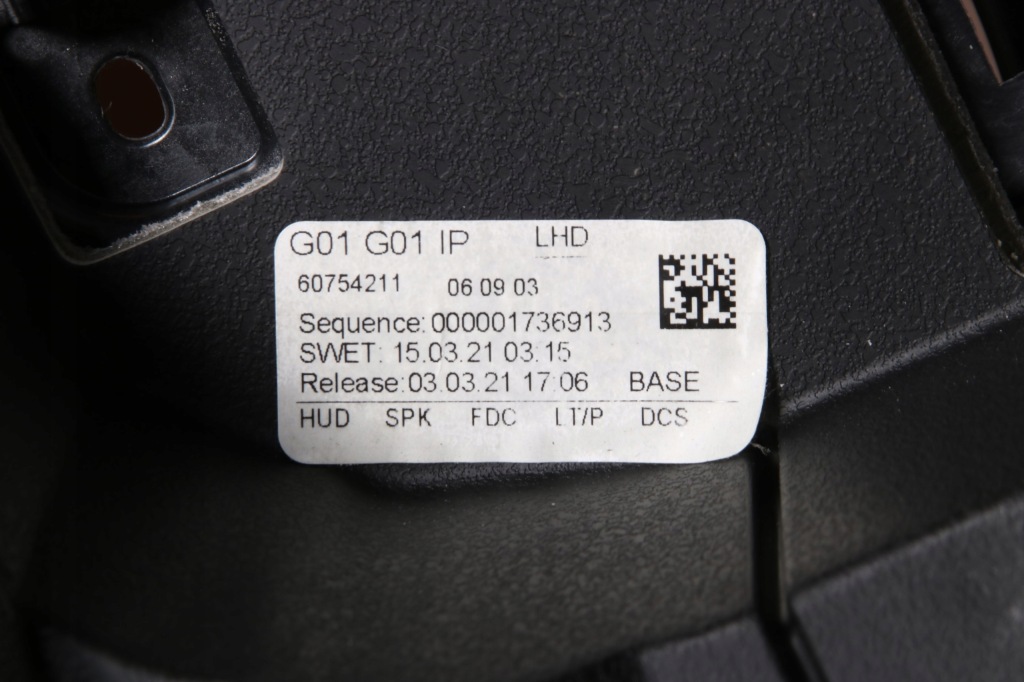 G01 G01 IP LHD
60754211 06 09 03
Sequence: 000001736913
SWET: 15.03.21 03:15
Release: 03.03.21 17:06 BASE
HUD SPK FDC LT/P DCS